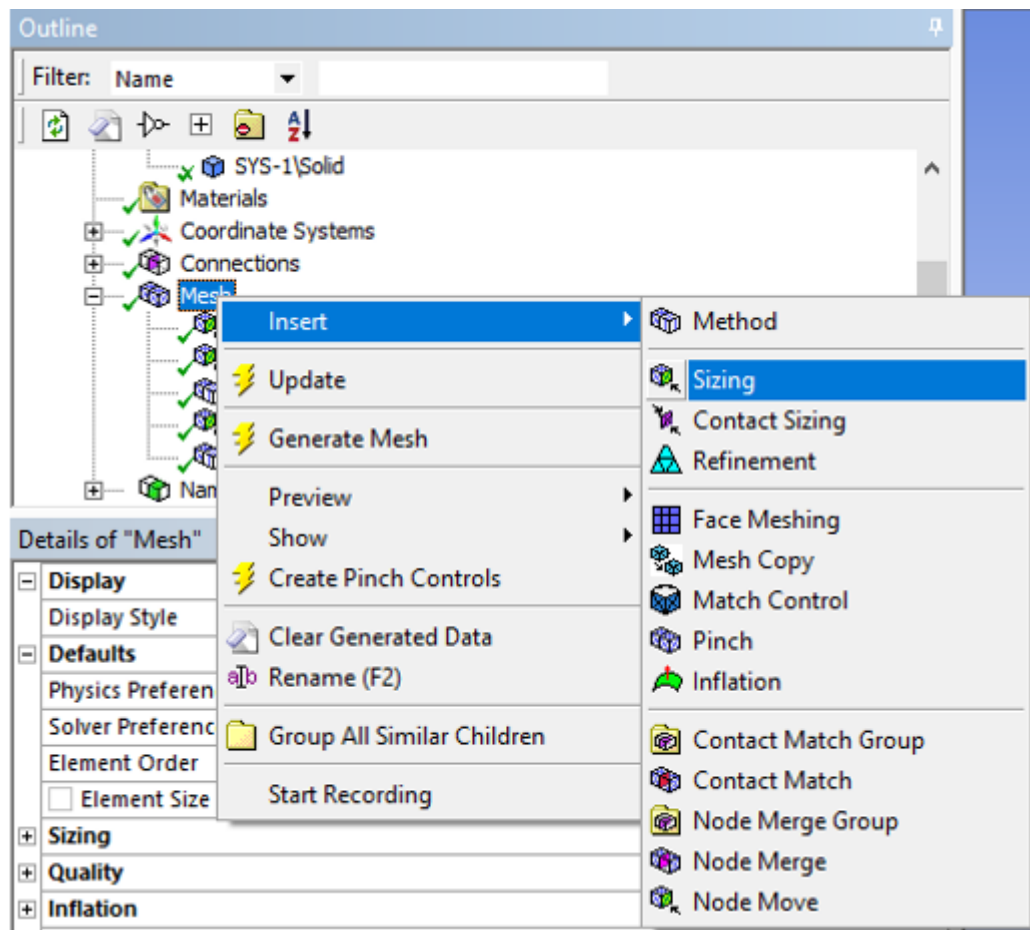 Outline
Filter: Name
SYS-1\Solid
Materials
Coordinate Systems
Connections
Mesh
Insert
Update
Generate Mesh
Preview
Show
Create Pinch Controls
Clear Generated Data
Rename (F2)
Group All Similar Children
Start Recording
Method
Sizing
Contact Sizing
Refinement
Face Meshing
Mesh Copy
Match Control
Pinch
Inflation
Contact Match Group
Contact Match
Node Merge Group
Node Merge
Node Move
Nam
Details of "Mesh"
Display
Display Style
Defaults
Physics Preferen
Solver Preferenc
Element Order
Element Size
Sizing
Quality
Inflation